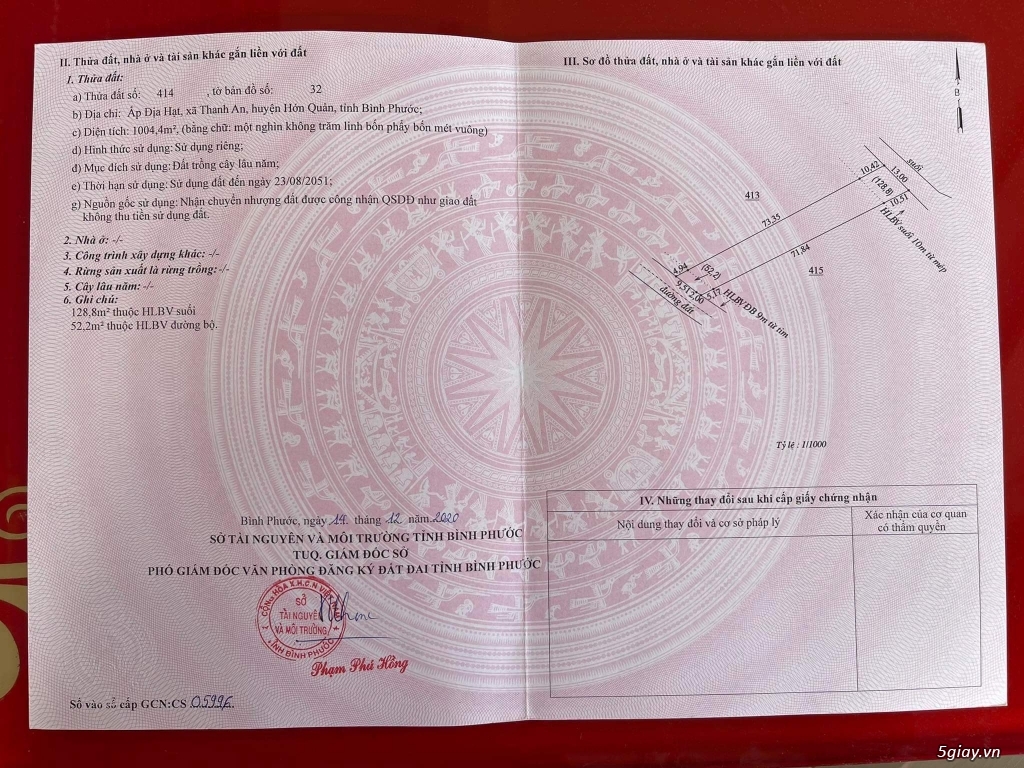 II. Thửa đất, nhà ở và tài sản khác gắn liền với đất
1. Thửa đất:
a) Thửa đất số: 414 , tờ bản đồ số: 32
b) Địa chỉ: Ấp Địa Hạt, xã Thanh An, huyện Hớn Quản, tỉnh Bình Phước;
c) Diện tích: 1004,4m², (bằng chữ: một nghìn không trăm linh bốn phẩy bốn mét vuông)
d) Hình thức sử dụng: Sử dụng riêng;
đ) Mục đích sử dụng: Đất trồng cây lâu năm;
e) Thời hạn sử dụng: Sử dụng đất đến ngày 23/08/2051;
g) Nguồn gốc sử dụng: Nhận chuyển nhượng đất được công nhận QSDĐ như giao đất
không thu tiền sử dụng đất.
2. Nhà ở: -/-
3. Công trình xây dựng khác: -/-
4. Rừng sản xuất là rừng trồng: -/-
5. Cây lâu năm: -/-
6. Ghi chú:
128,8m² thuộc HLBV suối
52,2m² thuộc HLBV đường bộ.
Bình Phước, ngày 14. tháng 12 năm 2020
SỞ TÀI NGUYÊN VÀ MÔI TRƯỜNG TỈNH BÌNH PHƯỚC
TUQ. GIÁM ĐỐC SỞ
PHÓ GIÁM ĐỐC VĂN PHÒNG ĐĂNG KÝ ĐẤT ĐAI TỈNH BÌNH PHƯỚC
CỘNG HÒA X.H.C.N VIỆT NAM
SỞ
TÀI NGUYÊN
VÀ MÔI TRƯỜNG
TỈNH BÌNH PHƯỚC
Phạm Phú Hồng
Số vào sổ cấp GCN:CS
III. Sơ đồ thửa đất, nhà ở và tài sản khác gắn liền với đất
B
suối
10,42
13,00
(128,8)
10,51
413
73,35
HLBV suối 10m từ mép
71,84
415
4,94
(52,2)
9,51
2,00
5,17
HLBV ĐB 9m từ tim
đường đất
Tỷ lệ : 1/1000
IV. Những thay đổi sau khi cấp giấy chứng nhận
Nội dung thay đổi và cơ sở pháp lý
Xác nhận của cơ quan
có thẩm quyền
5giay.vn